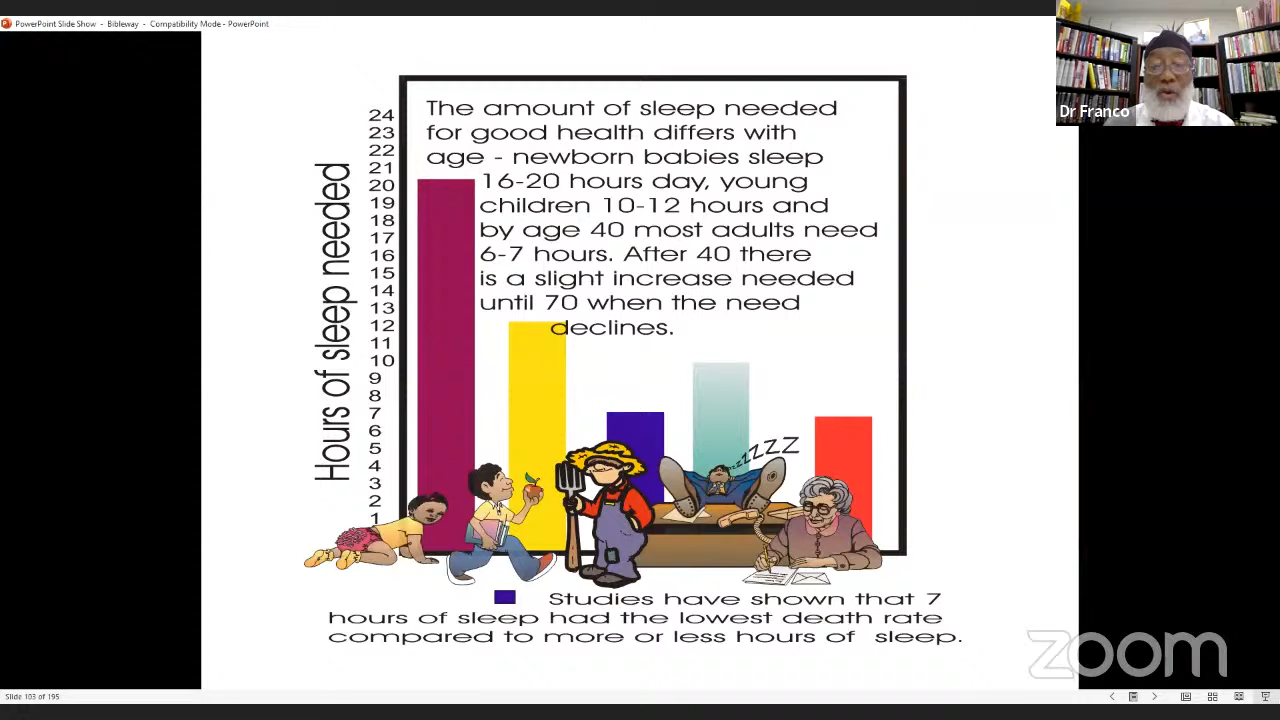 PowerPoint Slide Show - Bibleway - Compatibility Mode - PowerPoint
Dr Franco
The amount of sleep needed
for good health differs with
age - newborn babies sleep
16-20 hours day, young
children 10-12 hours and
by age 40 most adults need
6-7 hours. After 40 there
is a slight increase needed
until 70 when the need
declines.
Hours of sleep needed
24
23
22
21
20
19
18
17
16
15
14
13
12
11
10
9
8
7
6
5
4
3
2
1
zzZZZZ
Studies have shown that 7
hours of sleep had the lowest death rate
compared to more or less hours of sleep.
zoom
Slide 103 of 195